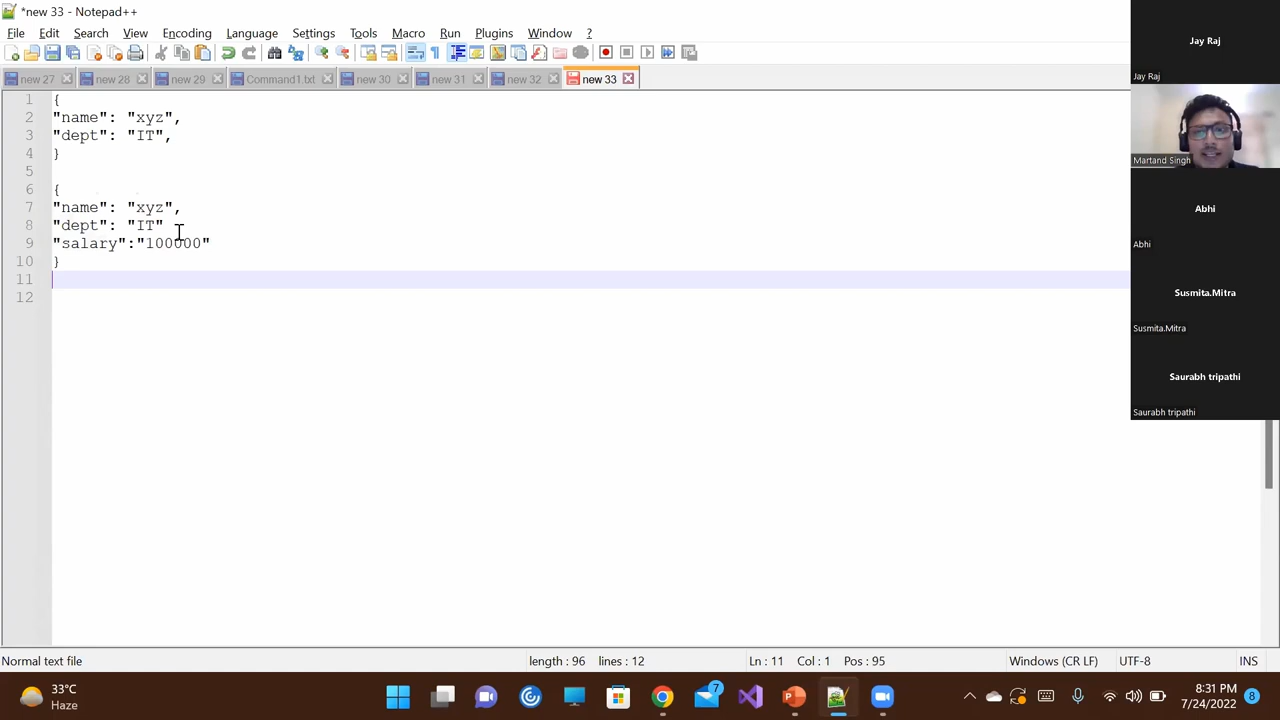 *new 33 - Notepad++
File Edit Search View Encoding Language Settings Tools Macro Run Plugins Window ?
new 27 new 28 new 29 Command1.txt new 30 new 31 new 32 new 33
1 {
2 "name": "xyz",
3 "dept": "IT",
4 }
5
6 {
7 "name": "xyz",
8 "dept": "IT"
9 "salary":"100000"
10 }
11
12
Jay Raj
Jay Raj
Martand Singh
Abhi
Abhi
Susmita.Mitra
Susmita.Mitra
Saurabh tripathi
Saurabh tripathi
Normal text file length : 96 lines : 12 Ln : 11 Col : 1 Pos : 95 Windows (CR LF) UTF-8 INS
33°C
Haze
7
8:31 PM
7/24/2022
8